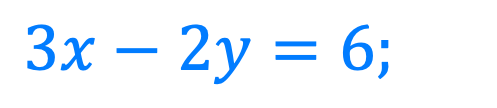 3x − 2y = 6;